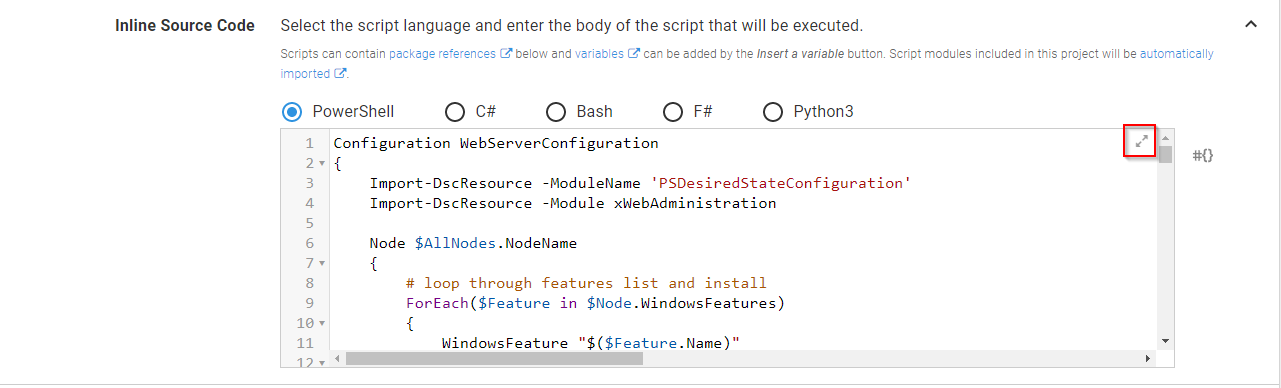 Inline Source Code
Select the script language and enter the body of the script that will be executed.
Scripts can contain package references below and variables can be added by the Insert a variable button. Script modules included in this project will be automatically
imported .
PowerShell C# Bash F# Python3
1 Configuration WebServerConfiguration
2 {
3     Import-DscResource -ModuleName 'PSDesiredStateConfiguration'
4     Import-DscResource -Module xWebAdministration
5
6     Node $AllNodes.NodeName
7     {
8         # loop through features list and install
9         ForEach($Feature in $Node.WindowsFeatures)
10         {
11             WindowsFeature "$($Feature.Name)"
12
#{}